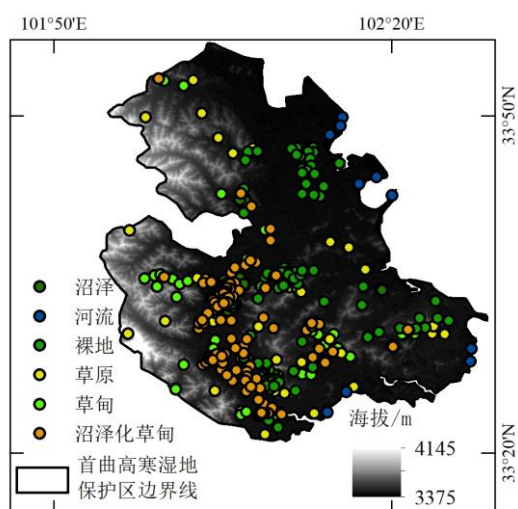 101°50′E
102°20′E
33°50′N
沼泽
河流
裸地
草原
草甸
沼泽化草甸
首曲高寒湿地
保护区边界线
海拔/m
4145
3375
33°20′N